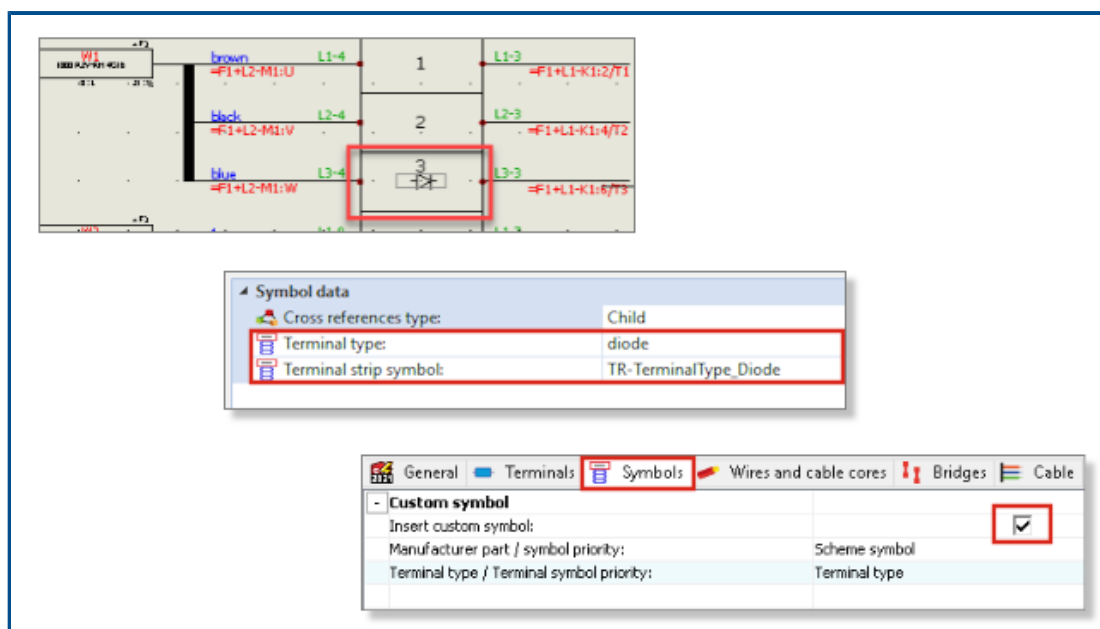 +F1
W1
brown L1-4 1 L1-3
=F1+L2-M1:U =F1+L1-K1:2/T1
black L2-4 2 L2-3
=F1+L2-M1:V =F1+L1-K1:4/T2
blue L3-4 3 L3-3
=F1+L2-M1:W =F1+L1-K1:6/T3
Symbol data
Cross references type: Child
Terminal type: diode
Terminal strip symbol: TR-TerminalType_Diode
General Terminals Symbols Wires and cable cores Bridges Cable
- Custom symbol
Insert custom symbol:
Manufacturer part / symbol priority: Scheme symbol
Terminal type / Terminal symbol priority: Terminal type